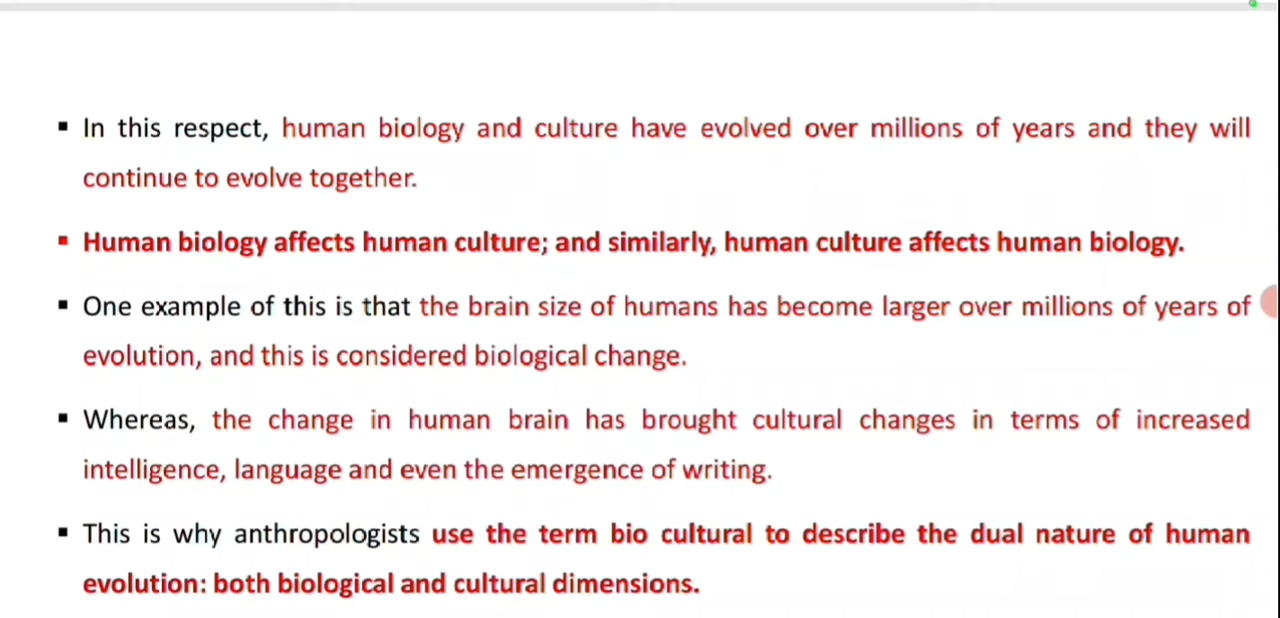 ▪ In this respect, human biology and culture have evolved over millions of years and they will
continue to evolve together.
▪ Human biology affects human culture; and similarly, human culture affects human biology.
▪ One example of this is that the brain size of humans has become larger over millions of years of
evolution, and this is considered biological change.
▪ Whereas, the change in human brain has brought cultural changes in terms of increased
intelligence, language and even the emergence of writing.
▪ This is why anthropologists use the term bio cultural to describe the dual nature of human
evolution: both biological and cultural dimensions.